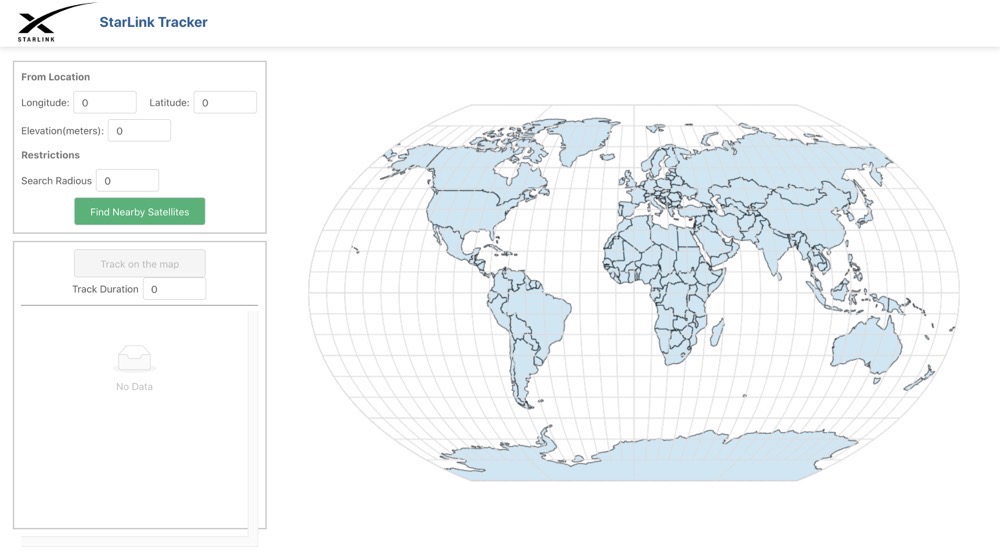 STARLINK
StarLink Tracker
From Location
Longitude: 0 Latitude: 0
Elevation(meters): 0
Restrictions
Search Radious 0
Find Nearby Satellites
Track on the map
Track Duration 0
No Data